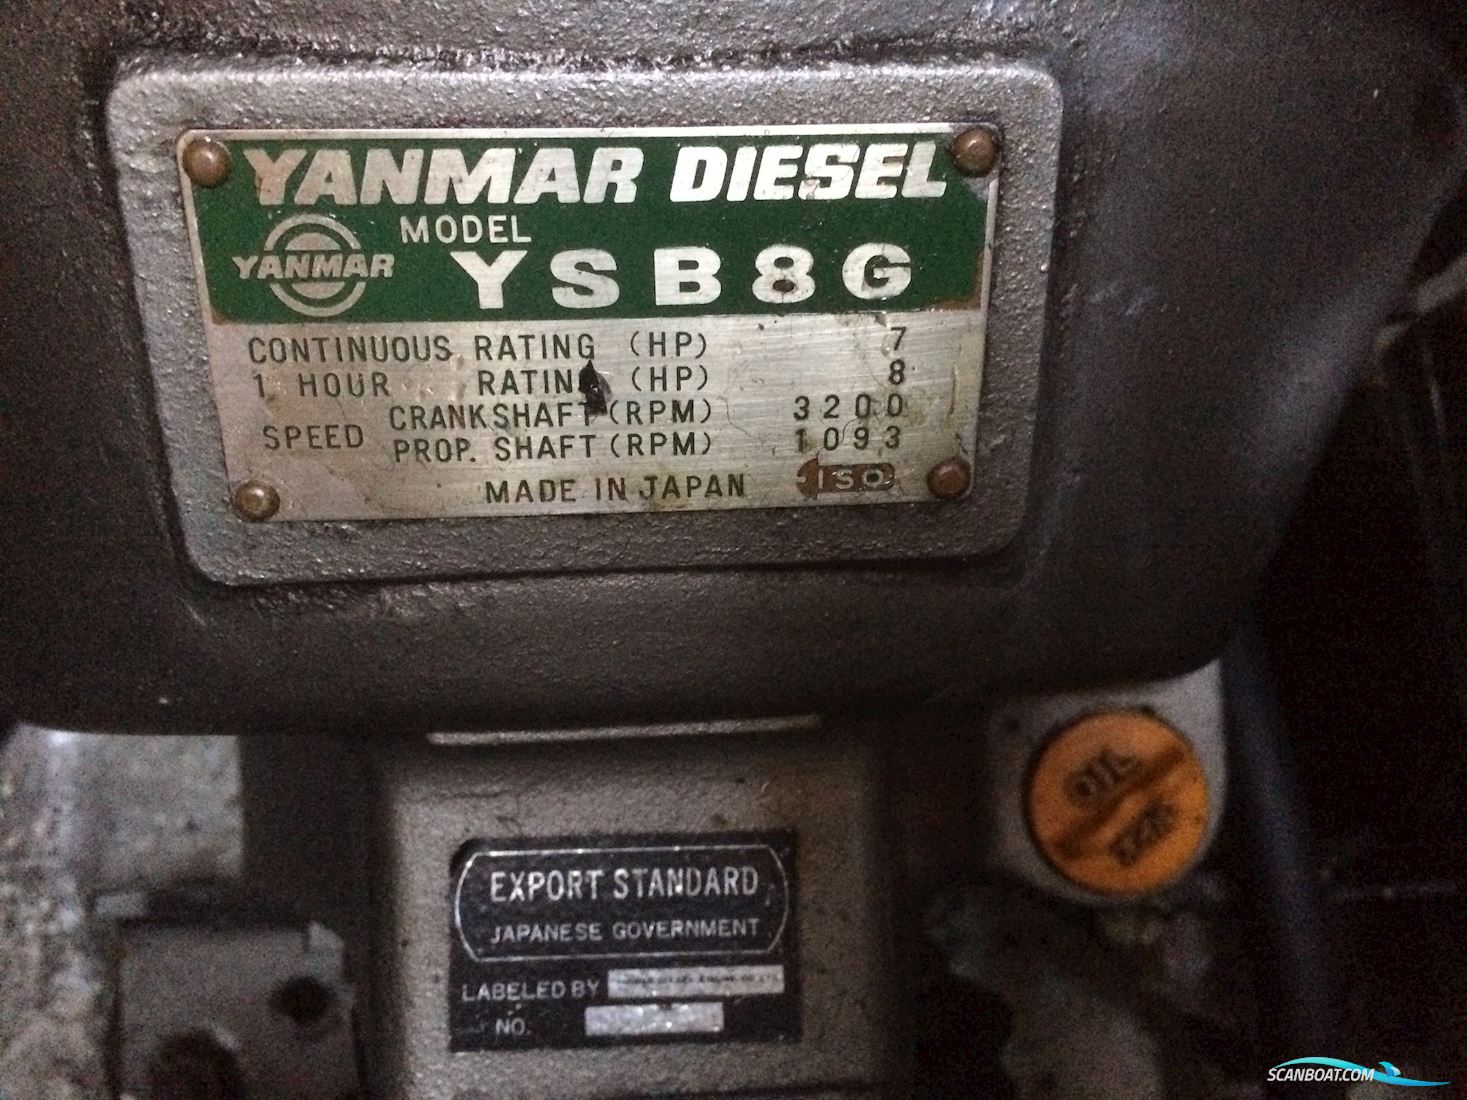 YANMAR DIESEL
MODEL
YANMAR
YSB8G
CONTINUOUS RATING (HP) 7
1 HOUR RATING (HP) 8
SPEED CRANKSHAFT (RPM) 3200
PROP. SHAFT (RPM) 1093
MADE IN JAPAN ISO
OIL
EXPORT STANDARD
JAPANESE GOVERNMENT
LABELED BY
NO.
SCANBOAT.COM